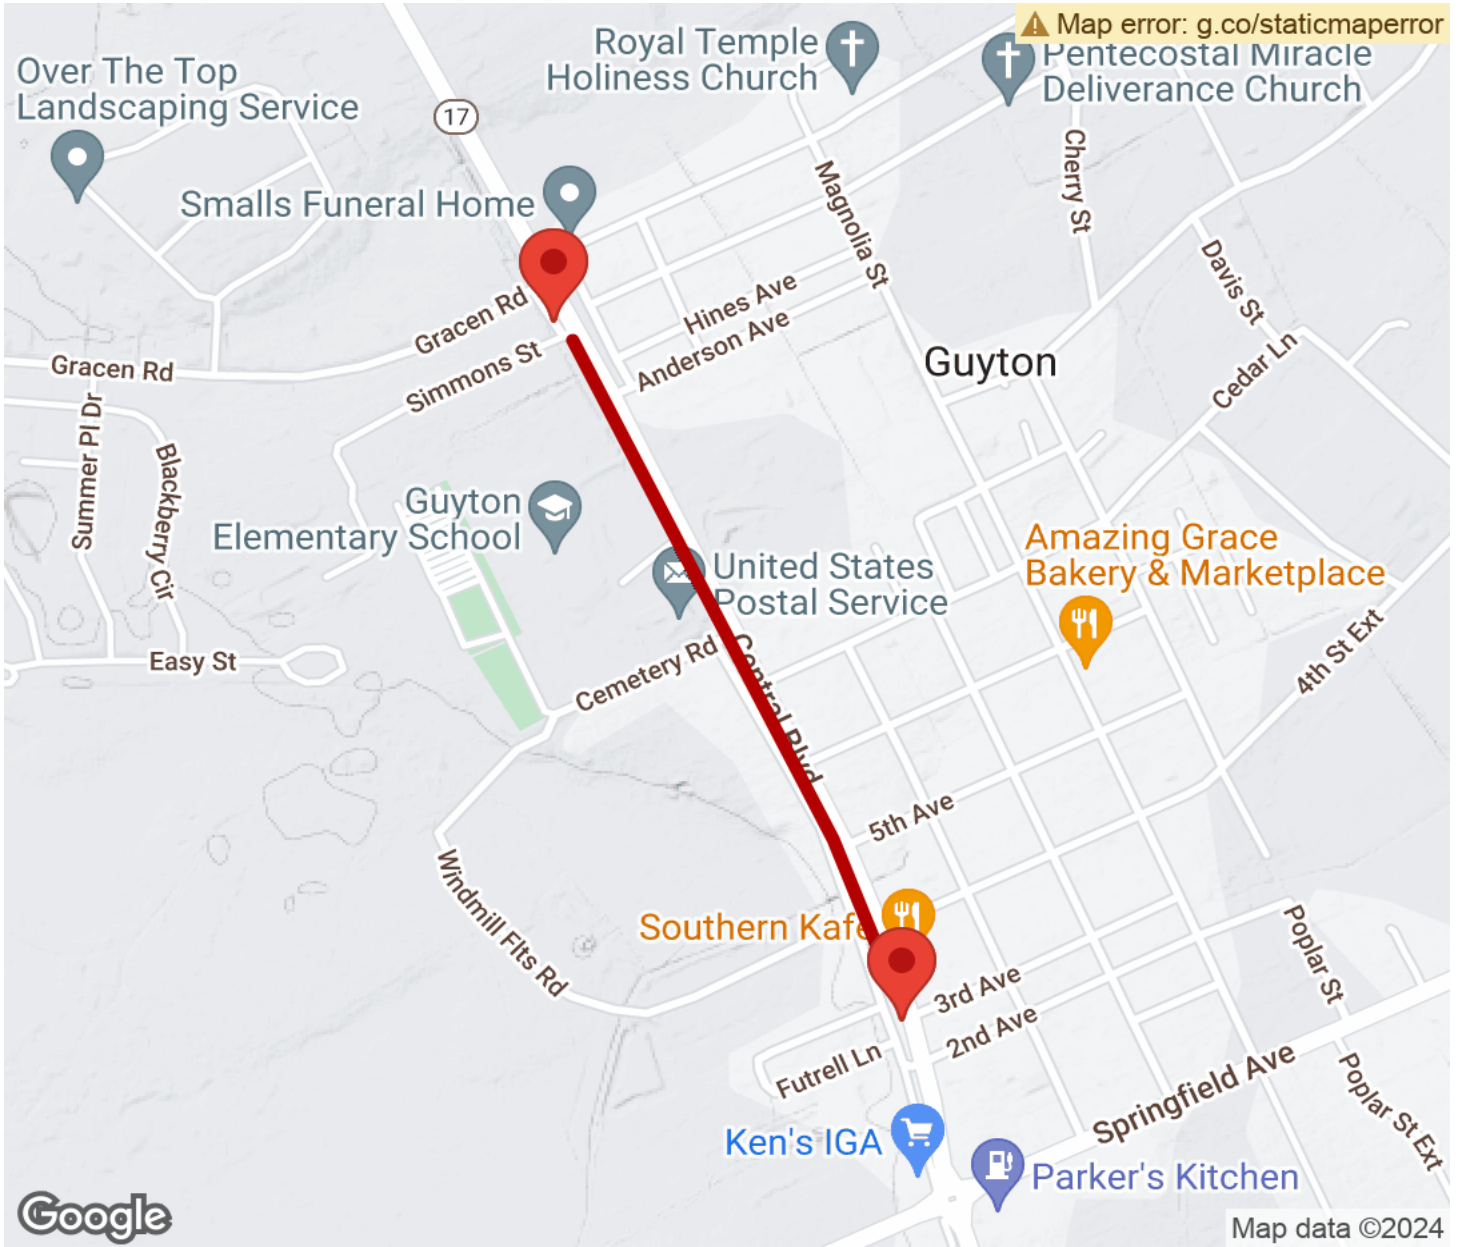 Map error: g.co/staticmaperror
Royal Temple
Holiness Church
Pentecostal Miracle
Deliverance Church
Over The Top
Landscaping Service
17
Cherry St
Magnolia St
Smalls Funeral Home
Davis St
Hines Ave
Anderson Ave
Gracen Rd
Simmons St
Gracen Rd
Guyton
Cedar Ln
Summer Pl Dr
Blackberry Cir
Guyton
Elementary School
Amazing Grace
Bakery & Marketplace
United States
Postal Service
4th St Ext
Easy St
Cemetery Rd
Central Blvd
5th Ave
Windmill Flts Rd
Southern Kafe
Poplar St
3rd Ave
2nd Ave
Futrell Ln
Springfield Ave
Poplar St Ext
Ken's IGA
Parker's Kitchen
Google
Map data ©2024